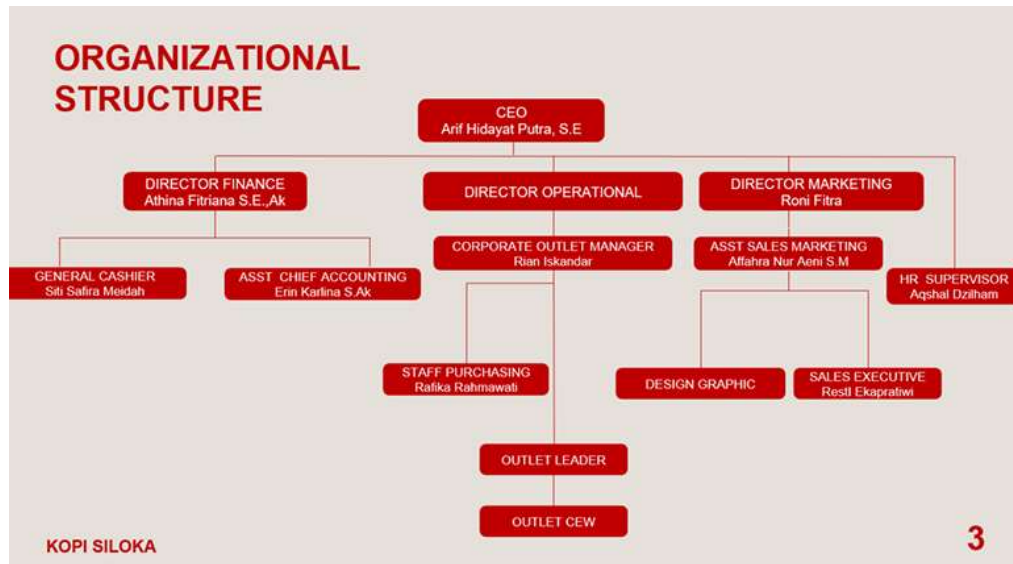 ORGANIZATIONAL
STRUCTURE
CEO
Arif Hidayat Putra, S.E
DIRECTOR FINANCE
Athina Fitriana S.E.,Ak
DIRECTOR OPERATIONAL
DIRECTOR MARKETING
Roni Fitra
GENERAL CASHIER
Siti Safira Meidah
ASST CHIEF ACCOUNTING
Erin Karlina S.Ak
CORPORATE OUTLET MANAGER
Rian Iskandar
ASST SALES MARKETING
Affahra Nur Aeni S.M
HR SUPERVISOR
Aqshal Dzilham
STAFF PURCHASING
Rafika Rahmawati
DESIGN GRAPHIC
SALES EXECUTIVE
RestI Ekapratiwi
OUTLET LEADER
OUTLET CEW
KOPI SILOKA
3